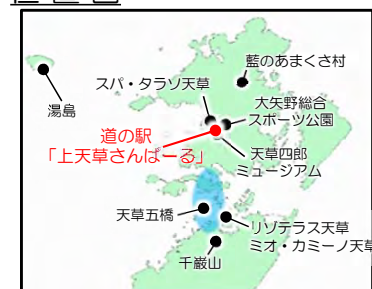 藍のあまくさ村
スパ・タラソ天草
湯島
大矢野総合
スポーツ公園
道の駅
「上天草さんぱーる」
天草四郎
ミュージアム
天草五橋
リゾテラス天草
ミオ・カミーノ天草
千巌山